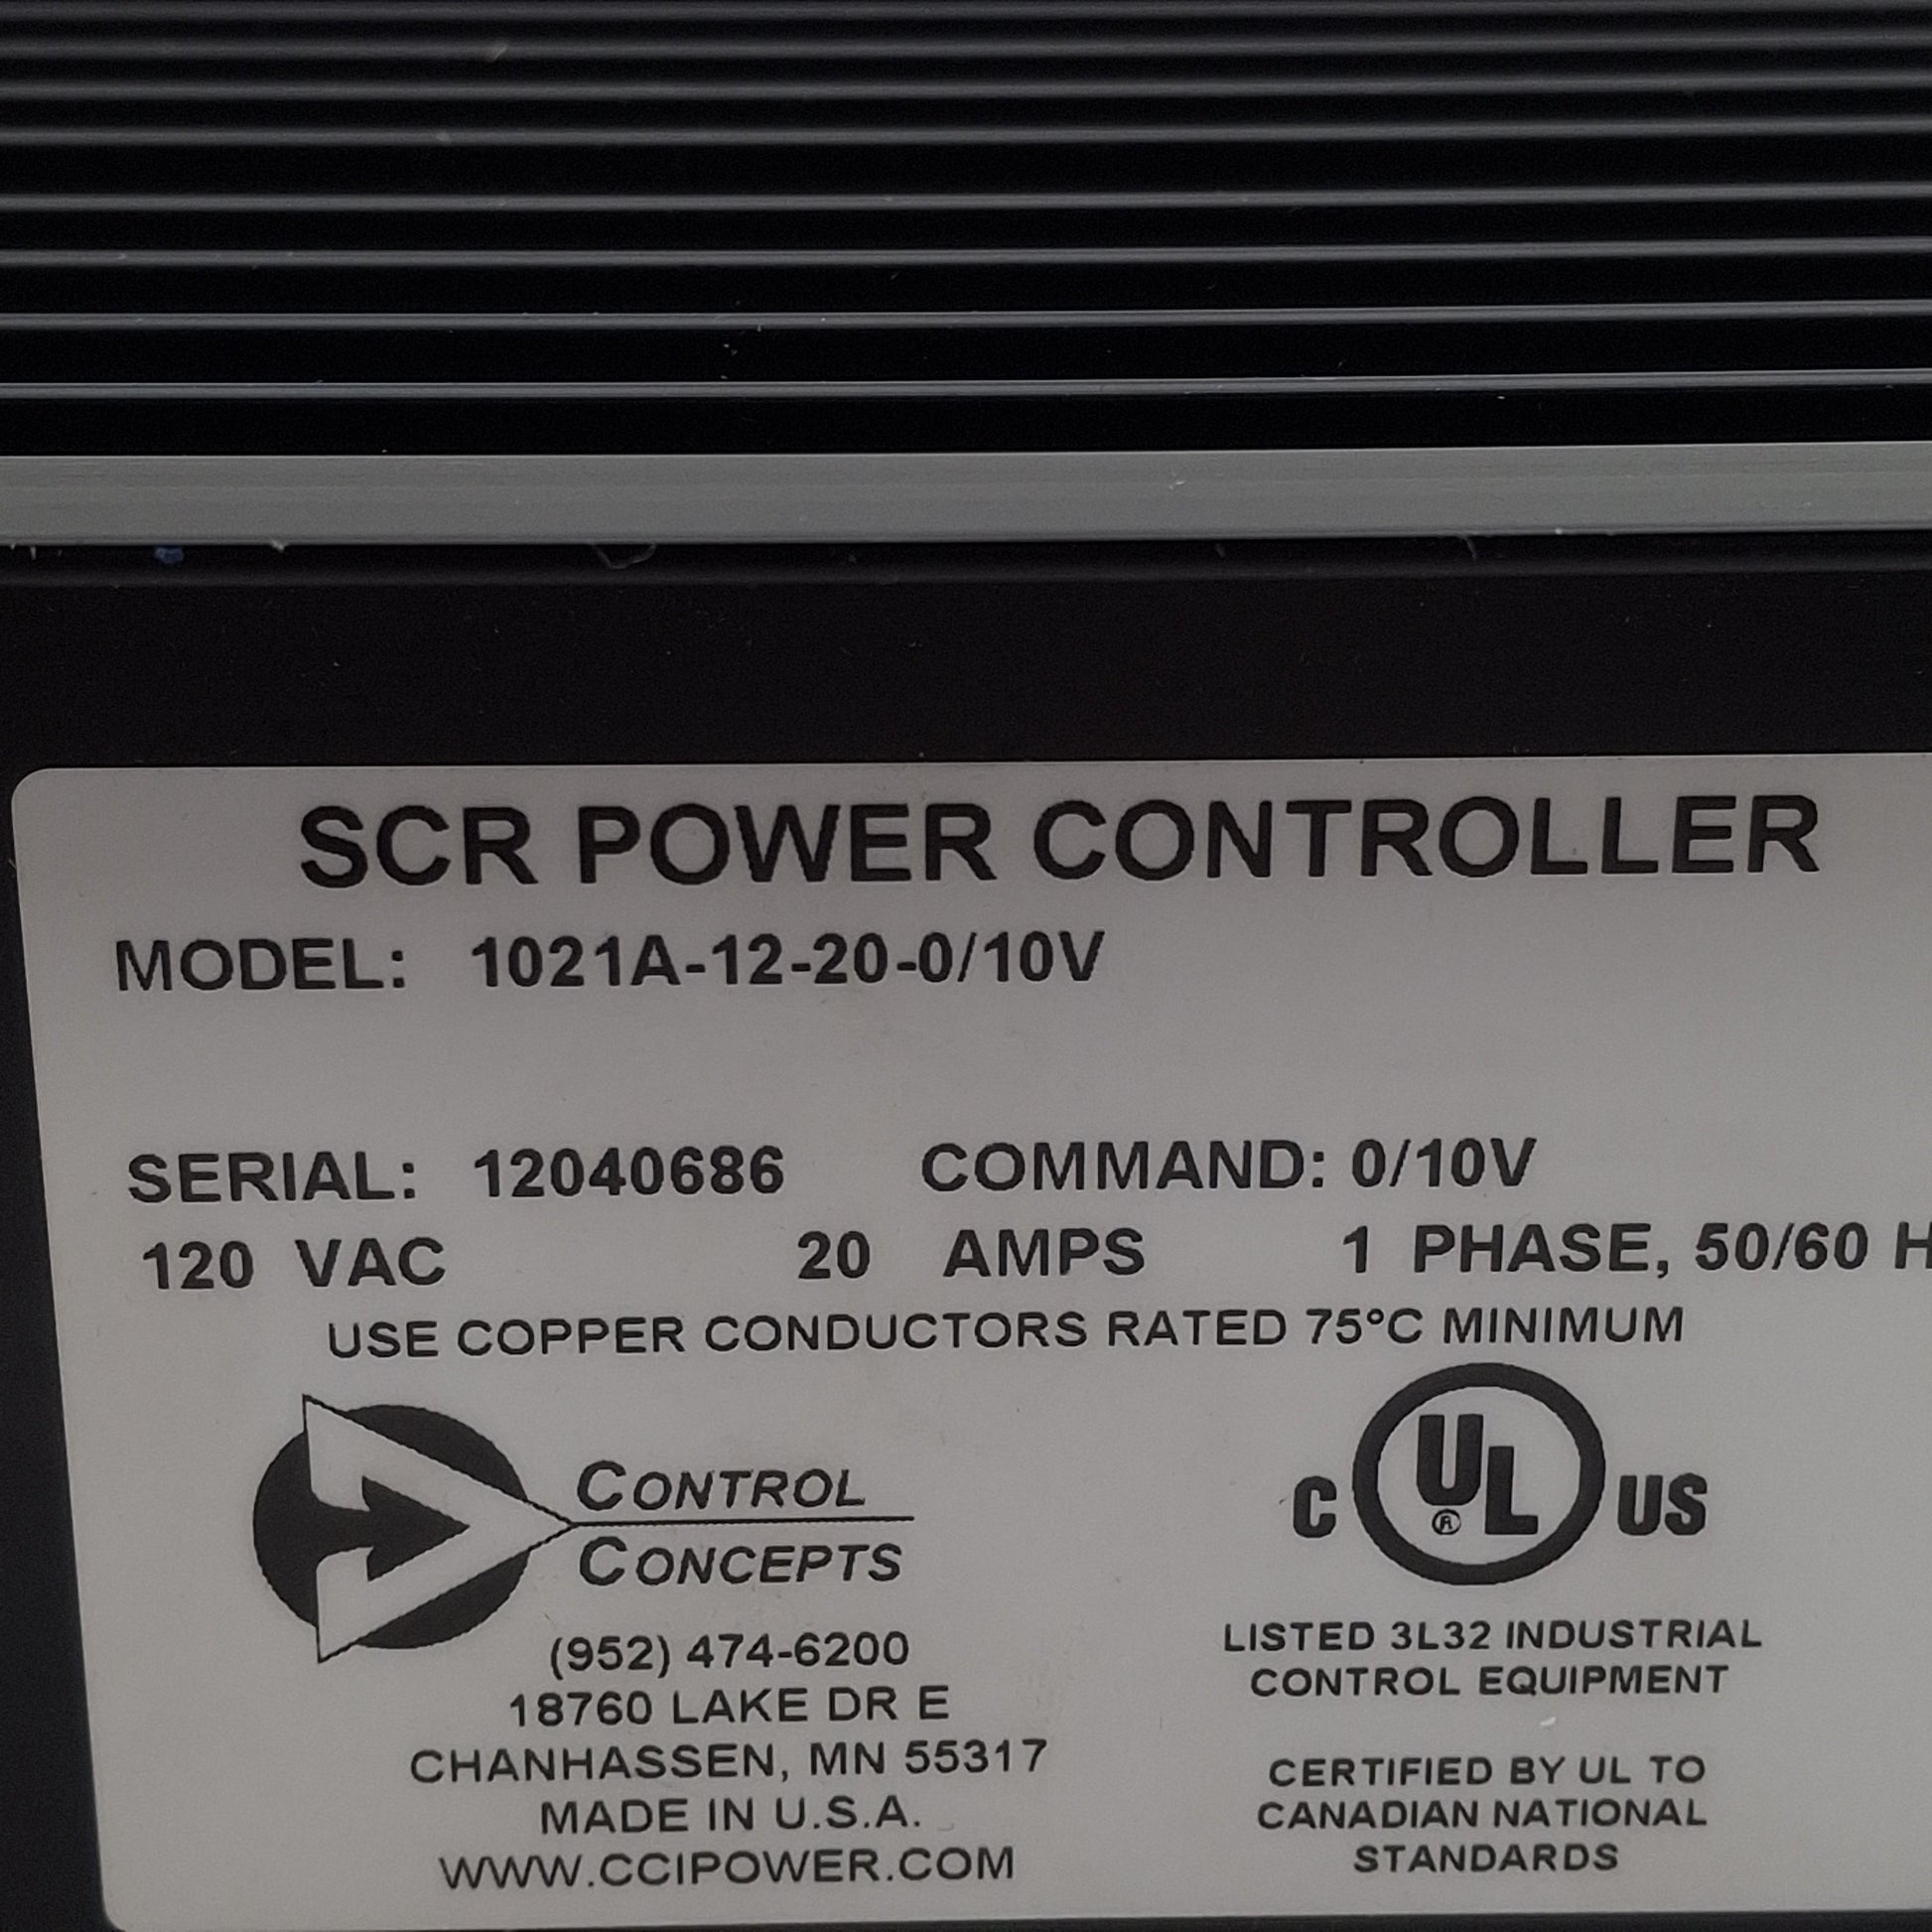 SCR POWER CONTROLLER
MODEL: 1021A-12-20-0/10V
SERIAL: 12040686 COMMAND: 0/10V
120 VAC 20 AMPS 1 PHASE, 50/60 H
USE COPPER CONDUCTORS RATED 75°C MINIMUM
CONTROL
CONCEPTS
(952) 474-6200
18760 LAKE DR E
CHANHASSEN, MN 55317
MADE IN U.S.A.
WWW.CCIPOWER.COM
C UL ® US
LISTED 3L32 INDUSTRIAL
CONTROL EQUIPMENT
CERTIFIED BY UL TO
CANADIAN NATIONAL
STANDARDS